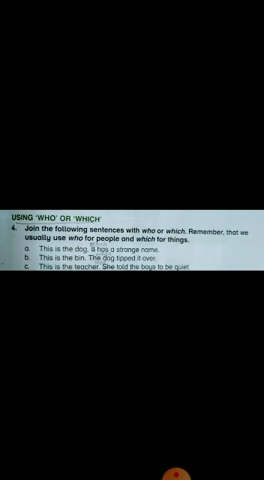 USING 'WHO' OR 'WHICH'
4. Join the following sentences with who or which. Remember, that we
usually use who for people and which for things.
a. This is the dog. It has a strange name.
b. This is the bin. The dog tipped it over.
c. This is the teacher. She told the boys to be quiet.